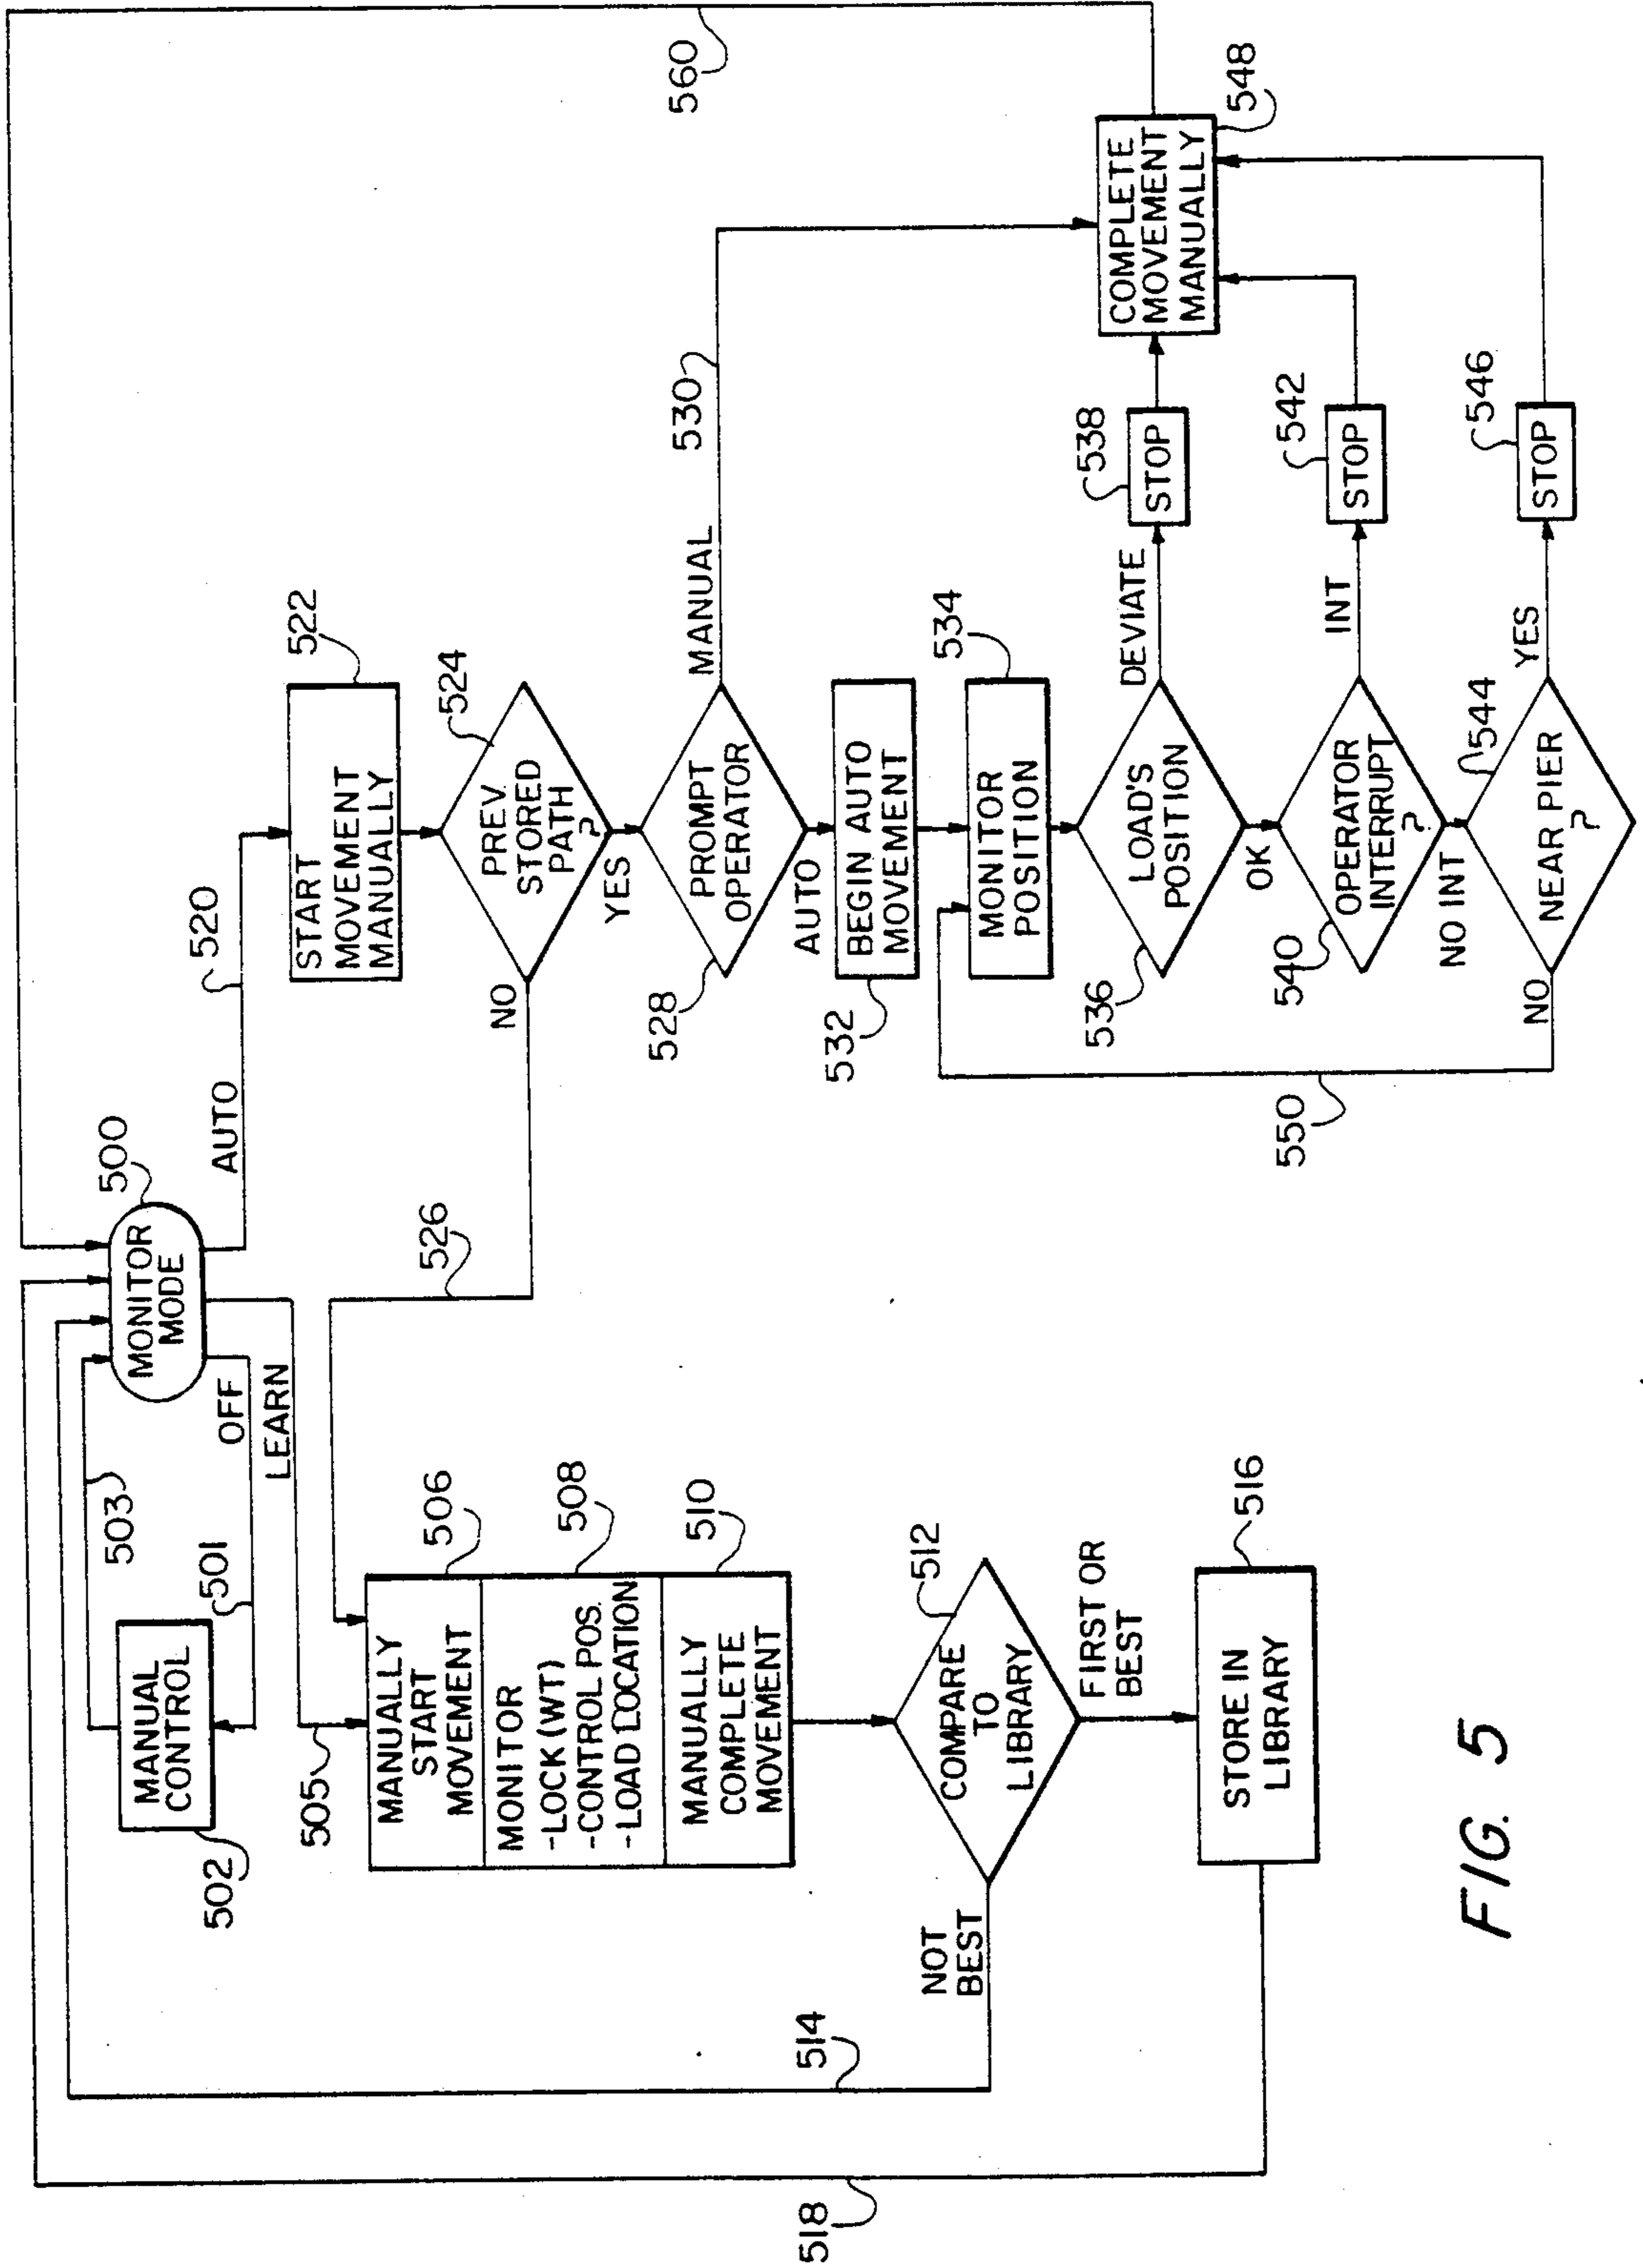 560
503
501
502
MANUAL
CONTROL
MONITOR
MODE
500
OFF
LEARN
AUTO
520
505
526
506
MANUALLY
START
MOVEMENT
508
MONITOR
-LOCK (WT)
-CONTROL POS.
-LOAD LOCATION
510
MANUALLY
COMPLETE
MOVEMENT
512
COMPARE
TO
LIBRARY
NOT
BEST
514
FIRST OR
BEST
516
STORE IN
LIBRARY
518
522
START
MOVEMENT
MANUALLY
524
PREV.
STORED
PATH
?
NO
YES
528
PROMPT
OPERATOR
MANUAL
530
AUTO
532
BEGIN AUTO
MOVEMENT
534
MONITOR
POSITION
536
LOAD'S
POSITION
DEVIATE
538
STOP
OK
540
OPERATOR
INTERRUPT
?
INT
542
STOP
NO INT
544
NEAR PIER
?
YES
546
STOP
NO
550
COMPLETE
MOVEMENT
MANUALLY
548
FIG. 5